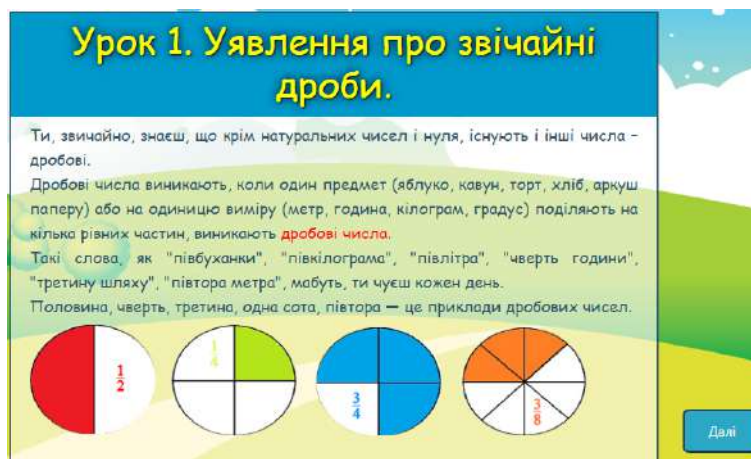 Урок 1. Уявлення про звічайні
дроби.
Ти, звичайно, знаєш, що крім натуральних чисел і нуля, існують і інші числа –
дробові.
Дробові числа виникають, коли один предмет (яблуко, кавун, торт, хліб, аркуш
паперу) або на одиницю виміру (метр, година, кілограм, градус) поділяють на
кілька рівних частин, виникають дробові числа.
Такі слова, як "півбуханки", "півкілограма", "півлітра", "чверть години",
"третину шляху", "півтора метра", мабуть, ти чуєш кожен день.
Половина, чверть, третина, одна сота, півтора — це приклади дробових чисел.
1/2 1/4 3/4 3/8
Далі